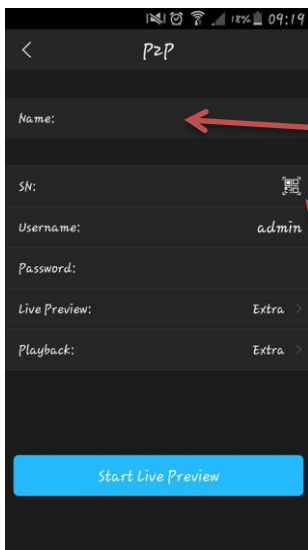 18% 09:19
P2P
Name:
SN:
Username: admin
Password:
Live Preview: Extra
Playback: Extra
Start Live Preview